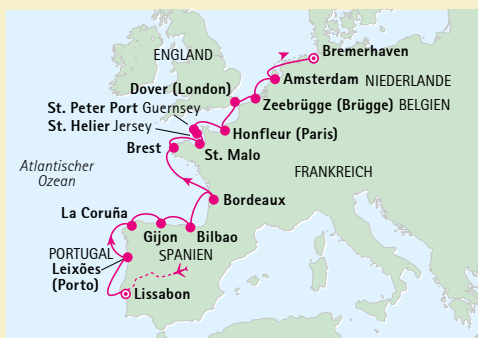 ENGLAND
Bremerhaven
Dover (London)
Amsterdam NIEDERLANDE
St. Peter Port Guernsey
Zeebrügge (Brügge) BELGIEN
St. Helier Jersey
Honfleur (Paris)
Brest
St. Malo
Atlantischer
Ozean
FRANKREICH
Bordeaux
La Coruña
Gijon
Bilbao
PORTUGAL
SPANIEN
Leixões
(Porto)
Lissabon